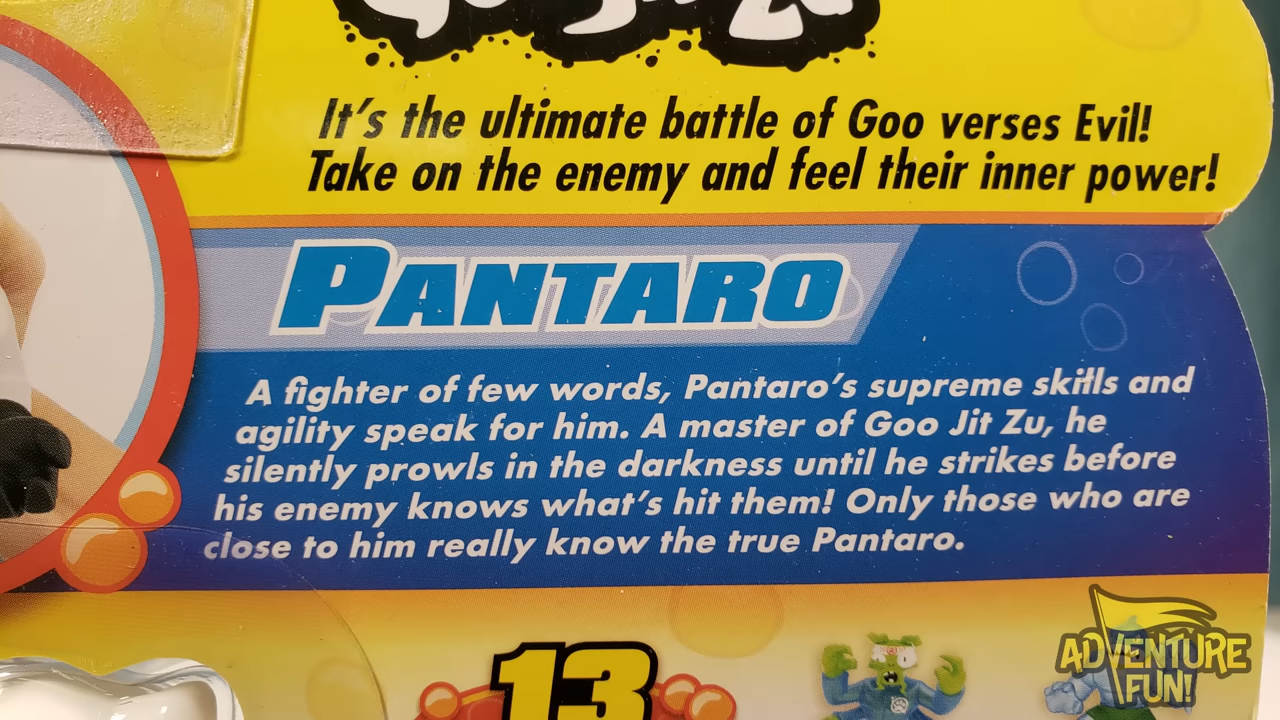 It's the ultimate battle of Goo verses Evil!
Take on the enemy and feel their inner power!
PANTARO
A fighter of few words, Pantaro's supreme skills and
agility speak for him. A master of Goo Jit Zu, he
silently prowls in the darkness until he strikes before
his enemy knows what's hit them! Only those who are
close to him really know the true Pantaro.
13
ADVENTURE
FUN!